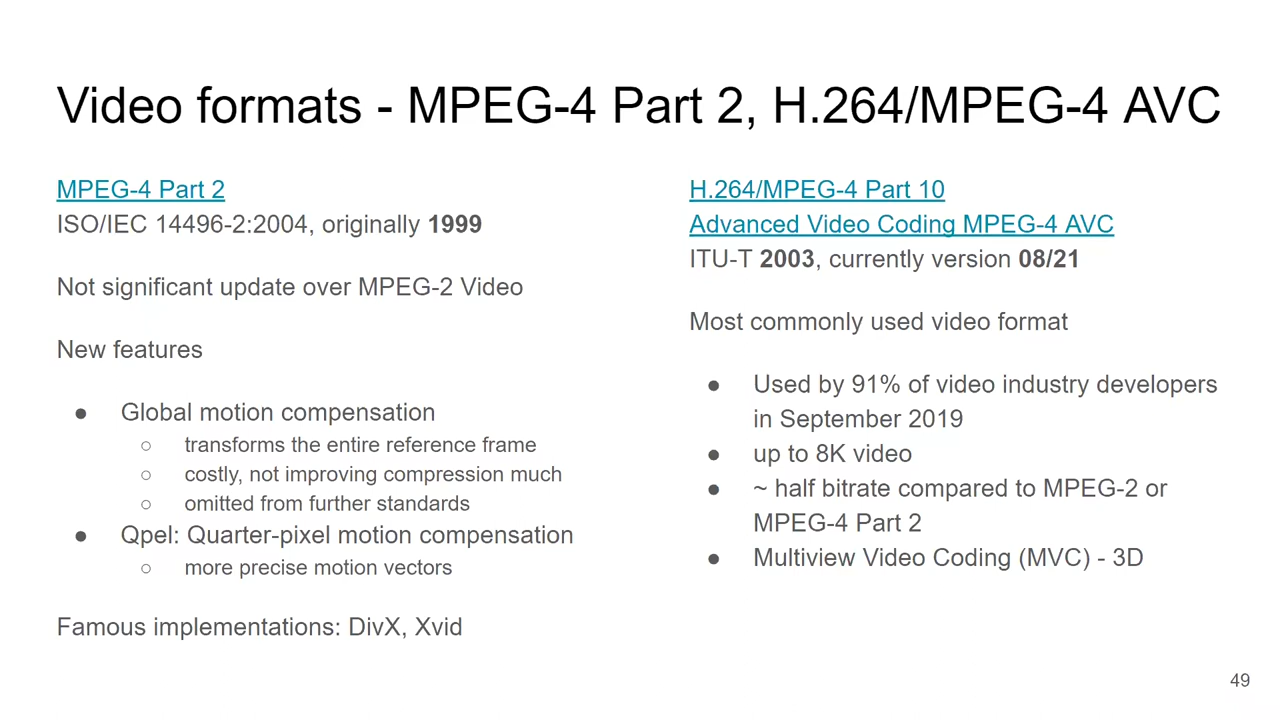 Video formats - MPEG-4 Part 2, H.264/MPEG-4 AVC
MPEG-4 Part 2
ISO/IEC 14496-2:2004, originally 1999
Not significant update over MPEG-2 Video
New features
● Global motion compensation
○ transforms the entire reference frame
○ costly, not improving compression much
○ omitted from further standards
● Qpel: Quarter-pixel motion compensation
○ more precise motion vectors
Famous implementations: DivX, Xvid
H.264/MPEG-4 Part 10
Advanced Video Coding MPEG-4 AVC
ITU-T 2003, currently version 08/21
Most commonly used video format
● Used by 91% of video industry developers
in September 2019
● up to 8K video
● ~ half bitrate compared to MPEG-2 or
MPEG-4 Part 2
● Multiview Video Coding (MVC) - 3D
49